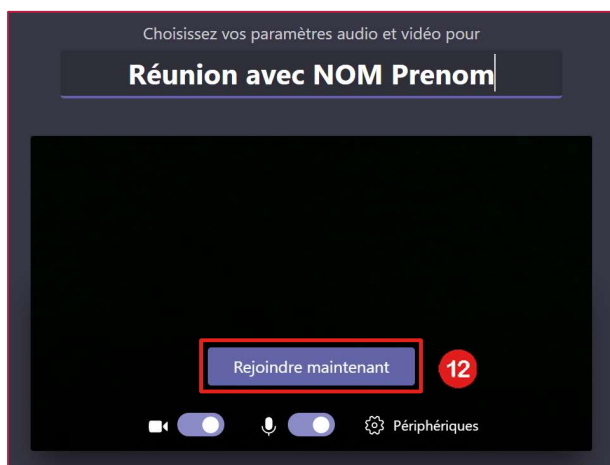 Choisissez vos paramètres audio et vidéo pour
Réunion avec NOM Prenom
Rejoindre maintenant
12
Périphériques